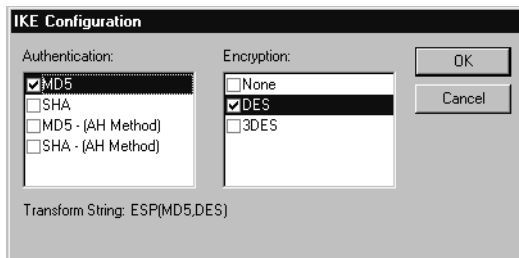 IKE Configuration
Authentication:
MD5
SHA
MD5 - (AH Method)
SHA - (AH Method)
Encryption:
None
DES
3DES
OK
Cancel
Transform String: ESP(MD5,DES)